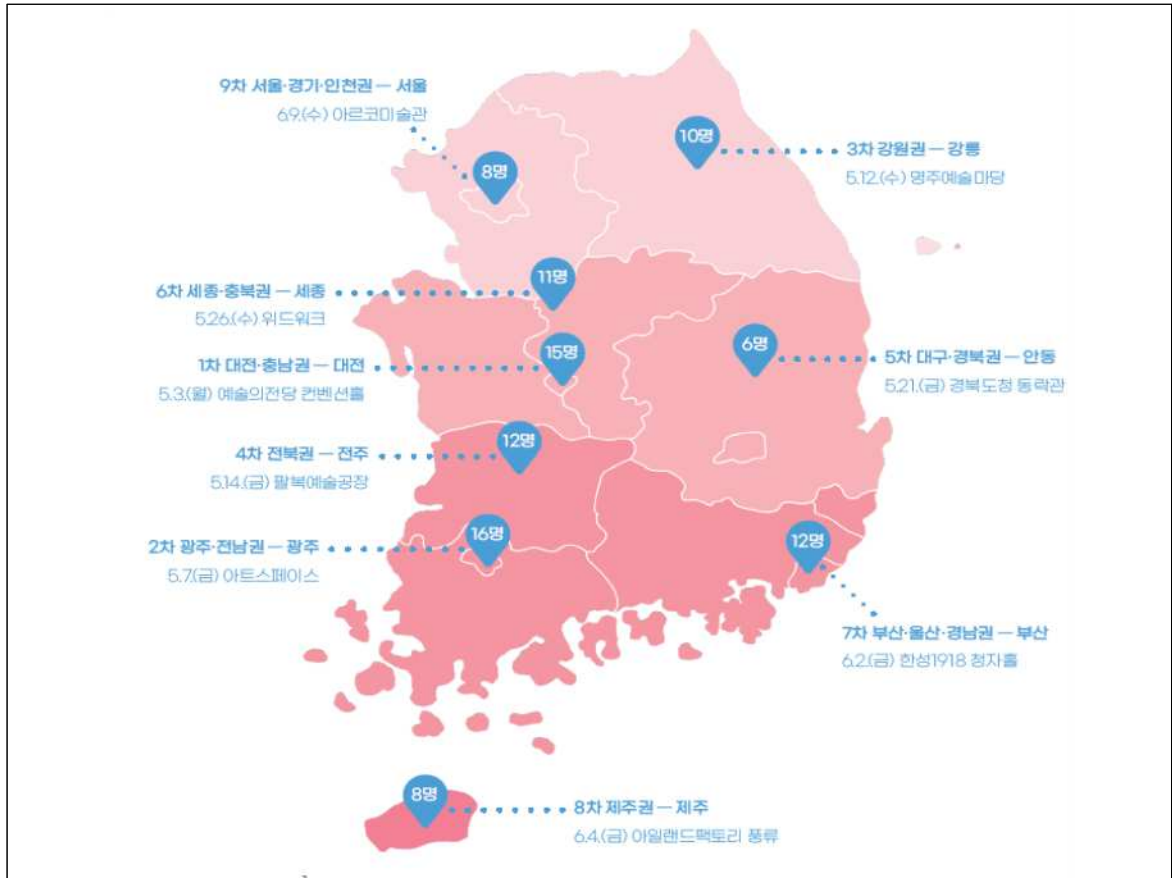 9차 서울·경기·인천권 — 서울
6.9.(수) 아르코미술관
8명
10명
3차 강원권 — 강릉
5.12.(수) 명주예술마당
11명
6차 세종·충북권 — 세종
5.26.(수) 위드워크
15명
1차 대전·충남권 — 대전
5.3.(월) 예술의전당 컨벤션홀
6명
5차 대구·경북권 — 안동
5.21.(금) 경북도청 동락관
12명
4차 전북권 — 전주
5.14.(금) 팔복예술공장
16명
2차 광주·전남권 — 광주
5.7.(금) 아트스페이스
12명
7차 부산·울산·경남권 — 부산
6.2.(금) 한성1918 청자홀
8명
8차 제주권 — 제주
6.4.(금) 아일랜드팩토리 풍류